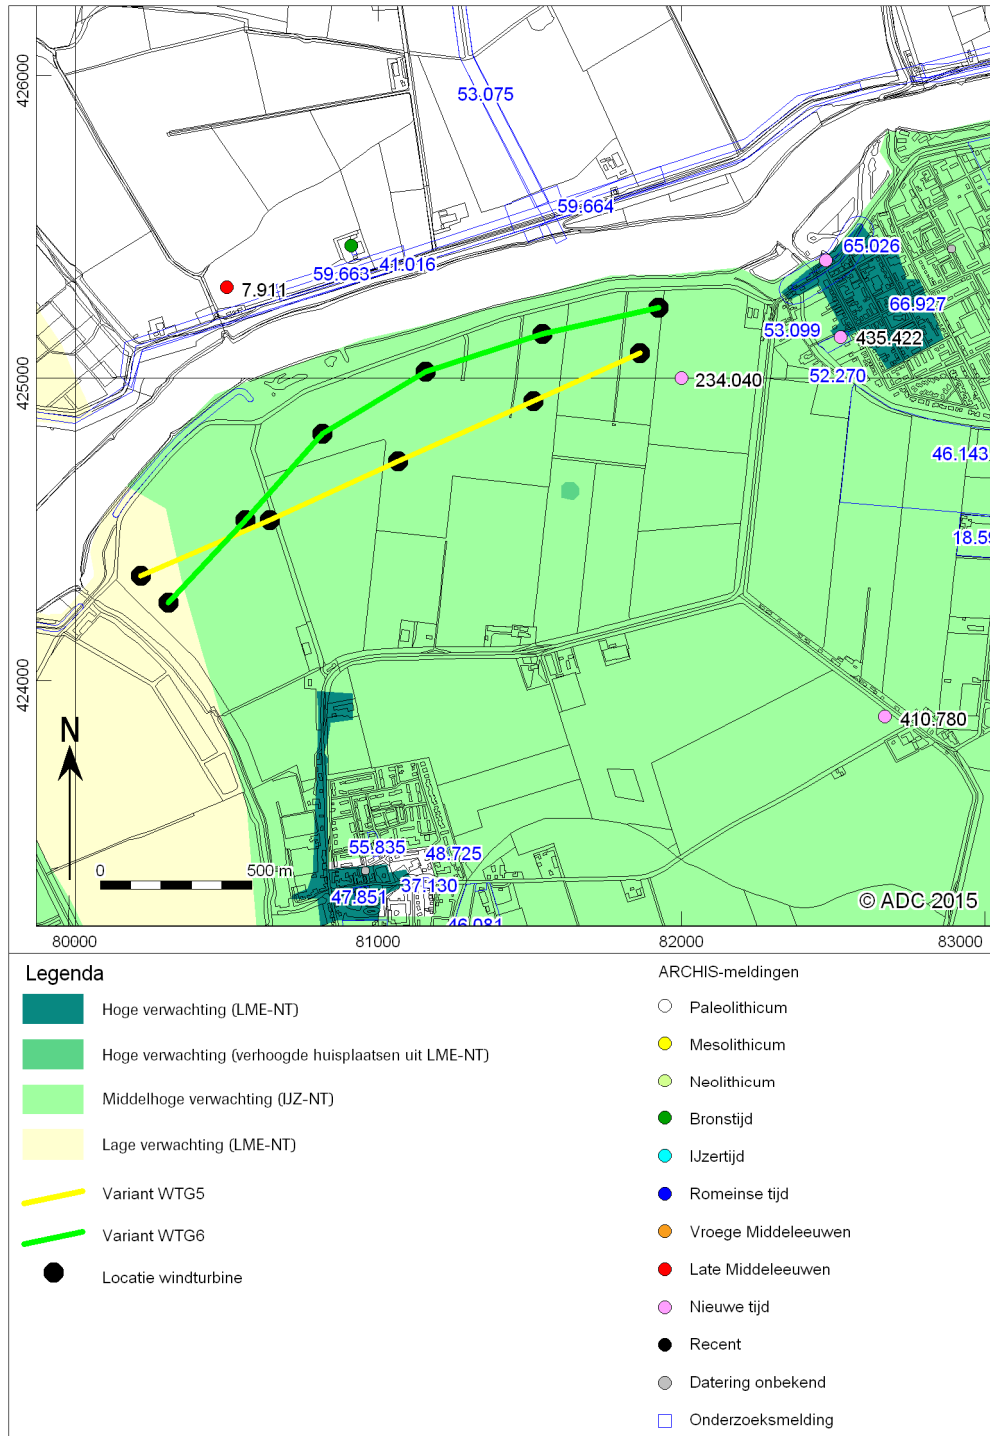 426000
53.075
59.664
65.026
59.663
41.016
7.911
66.927
53.099
435.422
425000
234.040
52.270
46.143
18.59
424000
410.780
N
0
500 m
55.835
48.725
37.130
47.851
46.081
© ADC 2015
80000
81000
82000
83000
Legenda
Hoge verwachting (LME-NT)
Hoge verwachting (verhoogde huisplaatsen uit LME-NT)
Middelhoge verwachting (IJZ-NT)
Lage verwachting (LME-NT)
Variant WTG5
Variant WTG6
Locatie windturbine
ARCHIS-meldingen
Paleolithicum
Mesolithicum
Neolithicum
Bronstijd
IJzertijd
Romeinse tijd
Vroege Middeleeuwen
Late Middeleeuwen
Nieuwe tijd
Recent
Datering onbekend
Onderzoeksmelding